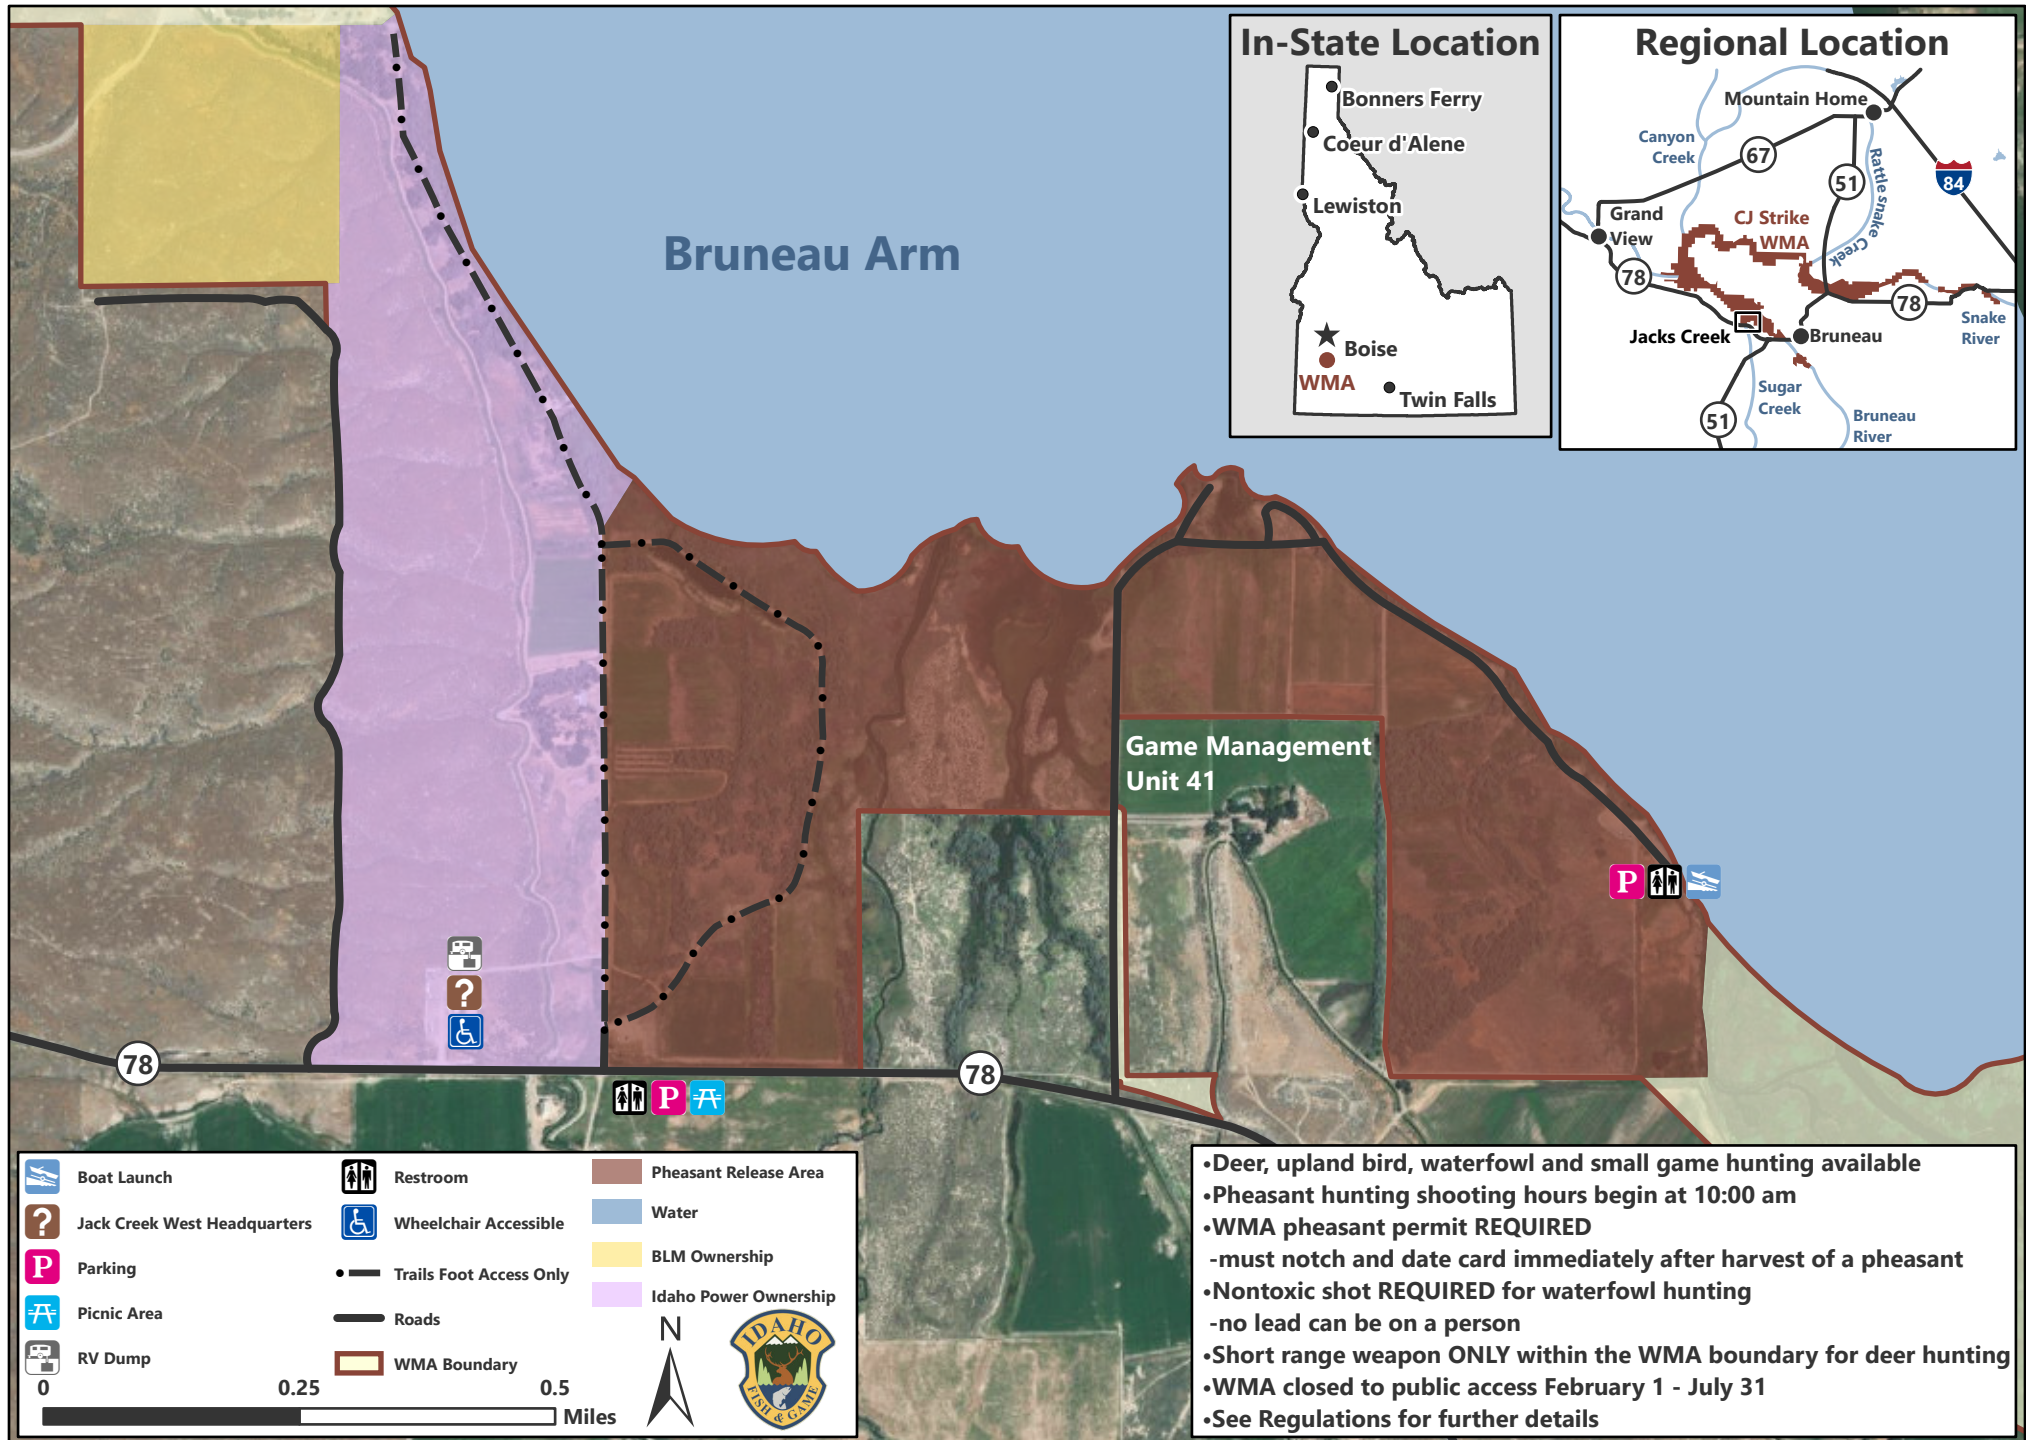 In-State Location
Bonners Ferry
Coeur d'Alene
Lewiston
Boise
WMA
Twin Falls
Regional Location
Mountain Home
Canyon
Creek
67
51
Rattlesnake Creek
84
Grand
View
CJ Strike
WMA
78
78
Snake
River
Jacks Creek
Bruneau
Sugar
Creek
51
Bruneau
River
Bruneau Arm
Game Management
Unit 41
P
?
78
78
P
Boat Launch
? Jack Creek West Headquarters
P Parking
Picnic Area
RV Dump
Restroom
Wheelchair Accessible
Trails Foot Access Only
Roads
WMA Boundary
Pheasant Release Area
Water
BLM Ownership
Idaho Power Ownership
N
IDAHO
FISH & GAME
0 0.25 0.5
Miles
•Deer, upland bird, waterfowl and small game hunting available
•Pheasant hunting shooting hours begin at 10:00 am
•WMA pheasant permit REQUIRED
-must notch and date card immediately after harvest of a pheasant
•Nontoxic shot REQUIRED for waterfowl hunting
-no lead can be on a person
•Short range weapon ONLY within the WMA boundary for deer hunting
•WMA closed to public access February 1 - July 31
•See Regulations for further details